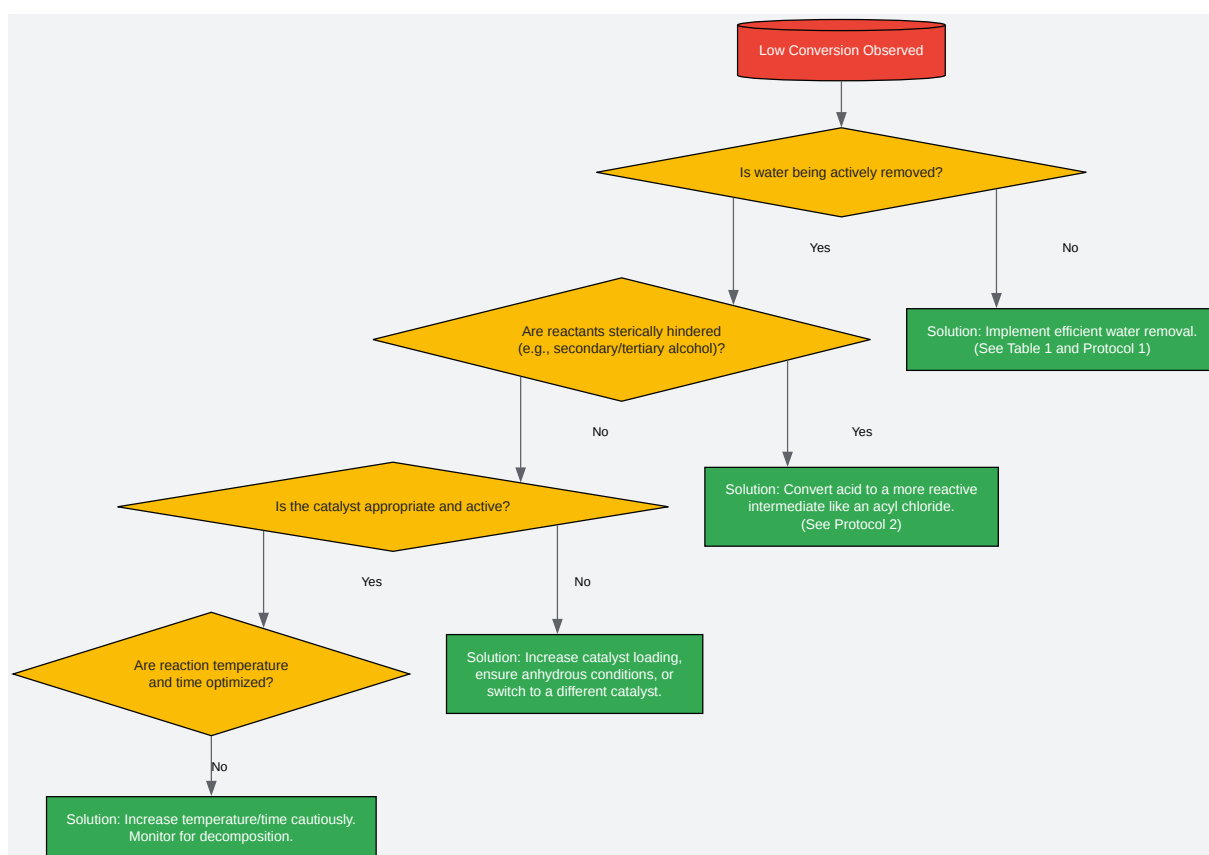 Low Conversion Observed
Is water being actively removed?
Yes
No
Are reactants sterically hindered
(e.g., secondary/tertiary alcohol)?
Solution: Implement efficient water removal.
(See Table 1 and Protocol 1)
No
Yes
Is the catalyst appropriate and active?
Solution: Convert acid to a more reactive
intermediate like an acyl chloride.
(See Protocol 2)
Yes
No
Are reaction temperature
and time optimized?
Solution: Increase catalyst loading,
ensure anhydrous conditions, or
switch to a different catalyst.
No
Solution: Increase temperature/time cautiously.
Monitor for decomposition.